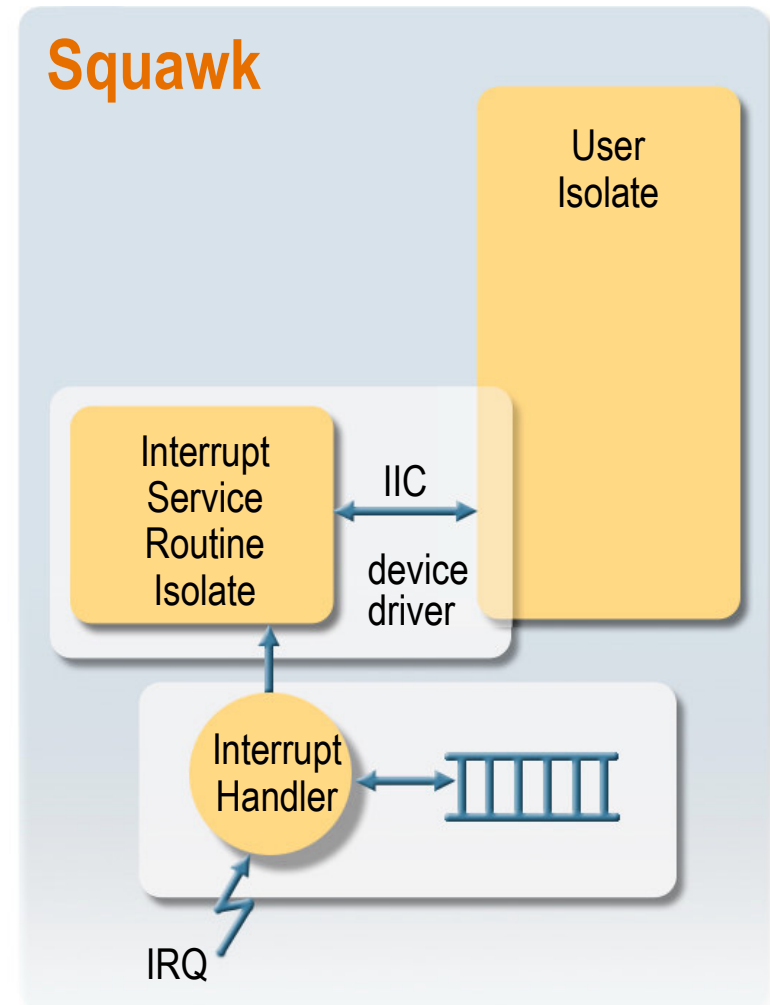 Squawk
User
Isolate
Interrupt
Service
Routine
Isolate
IIC
device
driver
Interrupt
Handler
IRQ